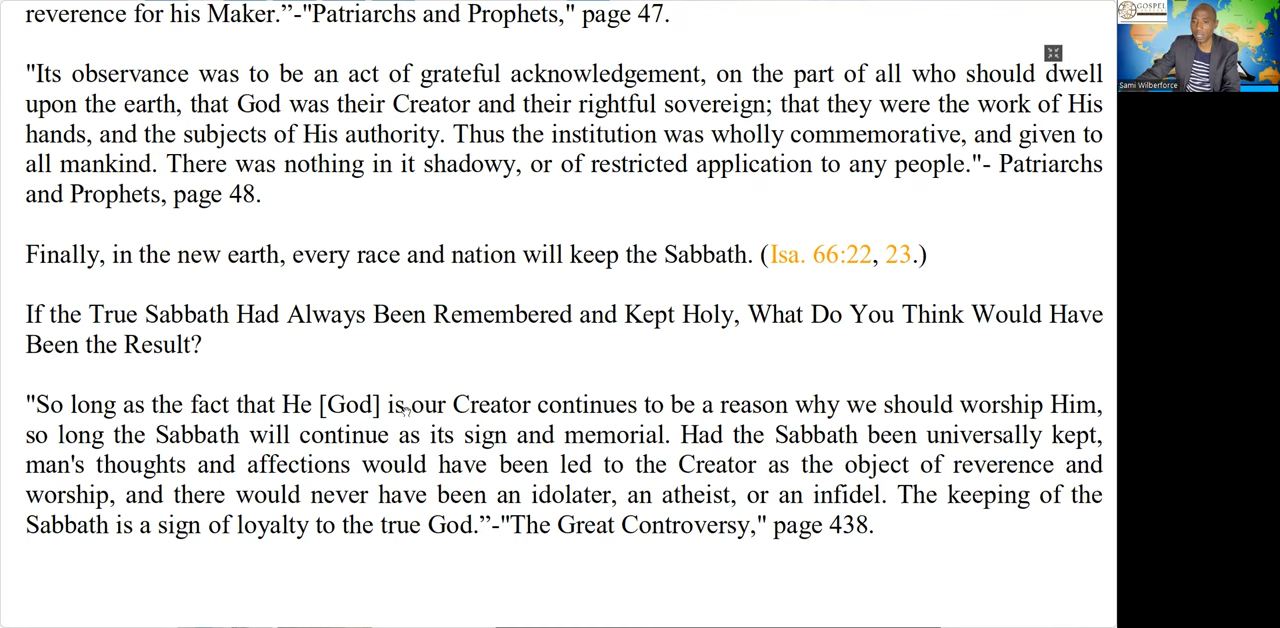 reverence for his Maker.”-"Patriarchs and Prophets," page 47.
"Its observance was to be an act of grateful acknowledgement, on the part of all who should dwell
upon the earth, that God was their Creator and their rightful sovereign; that they were the work of His
hands, and the subjects of His authority. Thus the institution was wholly commemorative, and given to
all mankind. There was nothing in it shadowy, or of restricted application to any people."- Patriarchs
and Prophets, page 48.
Finally, in the new earth, every race and nation will keep the Sabbath. (Isa. 66:22, 23.)
If the True Sabbath Had Always Been Remembered and Kept Holy, What Do You Think Would Have
Been the Result?
"So long as the fact that He [God] is our Creator continues to be a reason why we should worship Him,
so long the Sabbath will continue as its sign and memorial. Had the Sabbath been universally kept,
man's thoughts and affections would have been led to the Creator as the object of reverence and
worship, and there would never have been an idolater, an atheist, or an infidel. The keeping of the
Sabbath is a sign of loyalty to the true God.”-"The Great Controversy," page 438.
GOSPEL
Sami Wilberforce